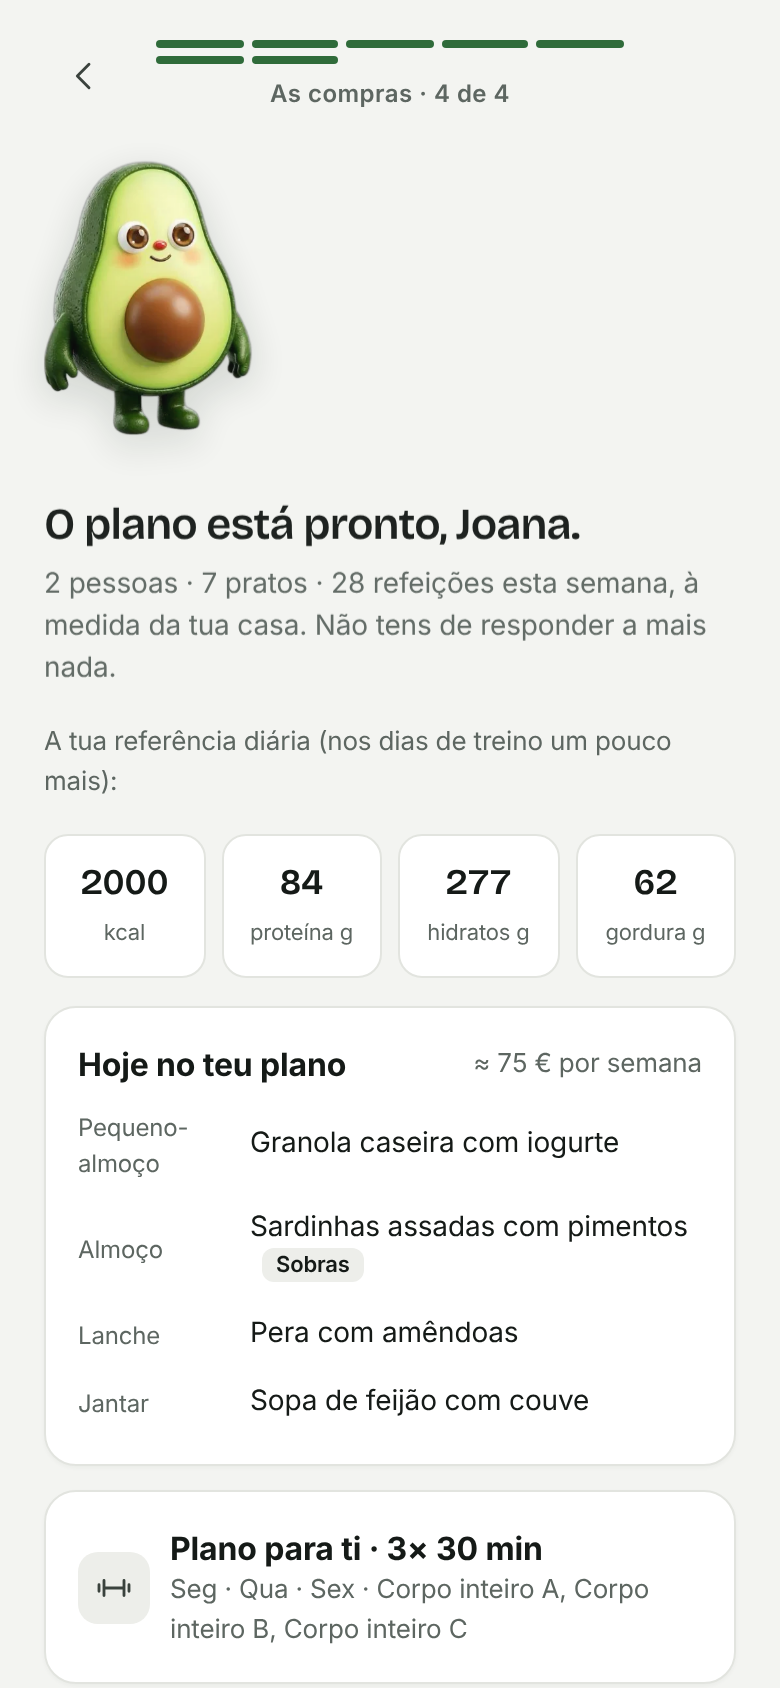 As compras · 4 de 4
O plano está pronto, Joana.
2 pessoas · 7 pratos · 28 refeições esta semana, à
medida da tua casa. Não tens de responder a mais
nada.
A tua referência diária (nos dias de treino um pouco
mais):
2000
kcal
84
proteína g
277
hidratos g
62
gordura g
Hoje no teu plano
≈ 75 € por semana
Pequeno-
almoço
Granola caseira com iogurte
Almoço
Sardinhas assadas com pimentos
Sobras
Lanche
Pera com amêndoas
Jantar
Sopa de feijão com couve
Plano para ti · 3× 30 min
Seg · Qua · Sex · Corpo inteiro A, Corpo
inteiro B, Corpo inteiro C